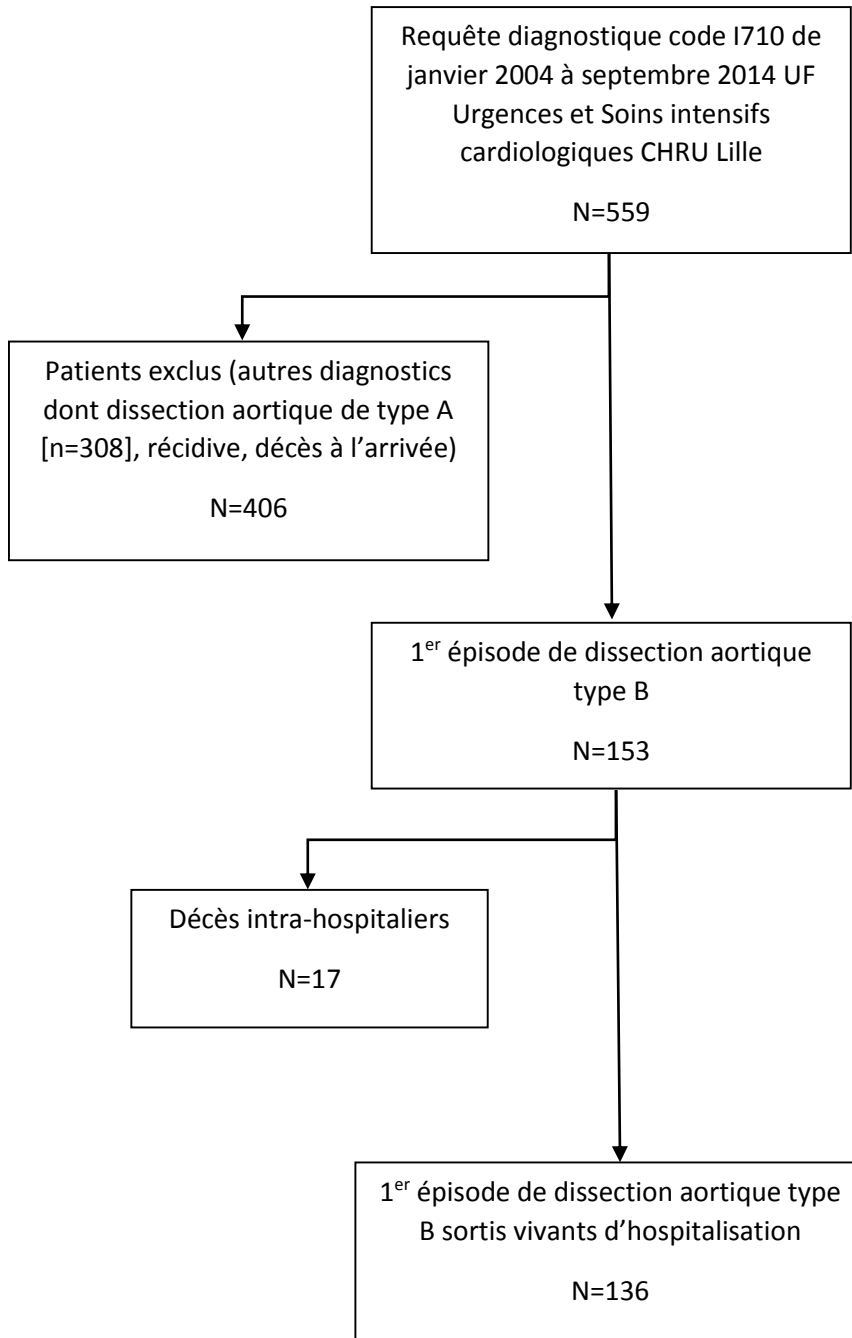 Requête diagnostique code I710 de
janvier 2004 à septembre 2014 UF
Urgences et Soins intensifs
cardiologiques CHRU Lille
N=559
Patients exclus (autres diagnostics
dont dissection aortique de type A
[n=308], récidive, décès à l’arrivée)
N=406
1er épisode de dissection aortique
type B
N=153
Décès intra-hospitaliers
N=17
1er épisode de dissection aortique type
B sortis vivants d’hospitalisation
N=136